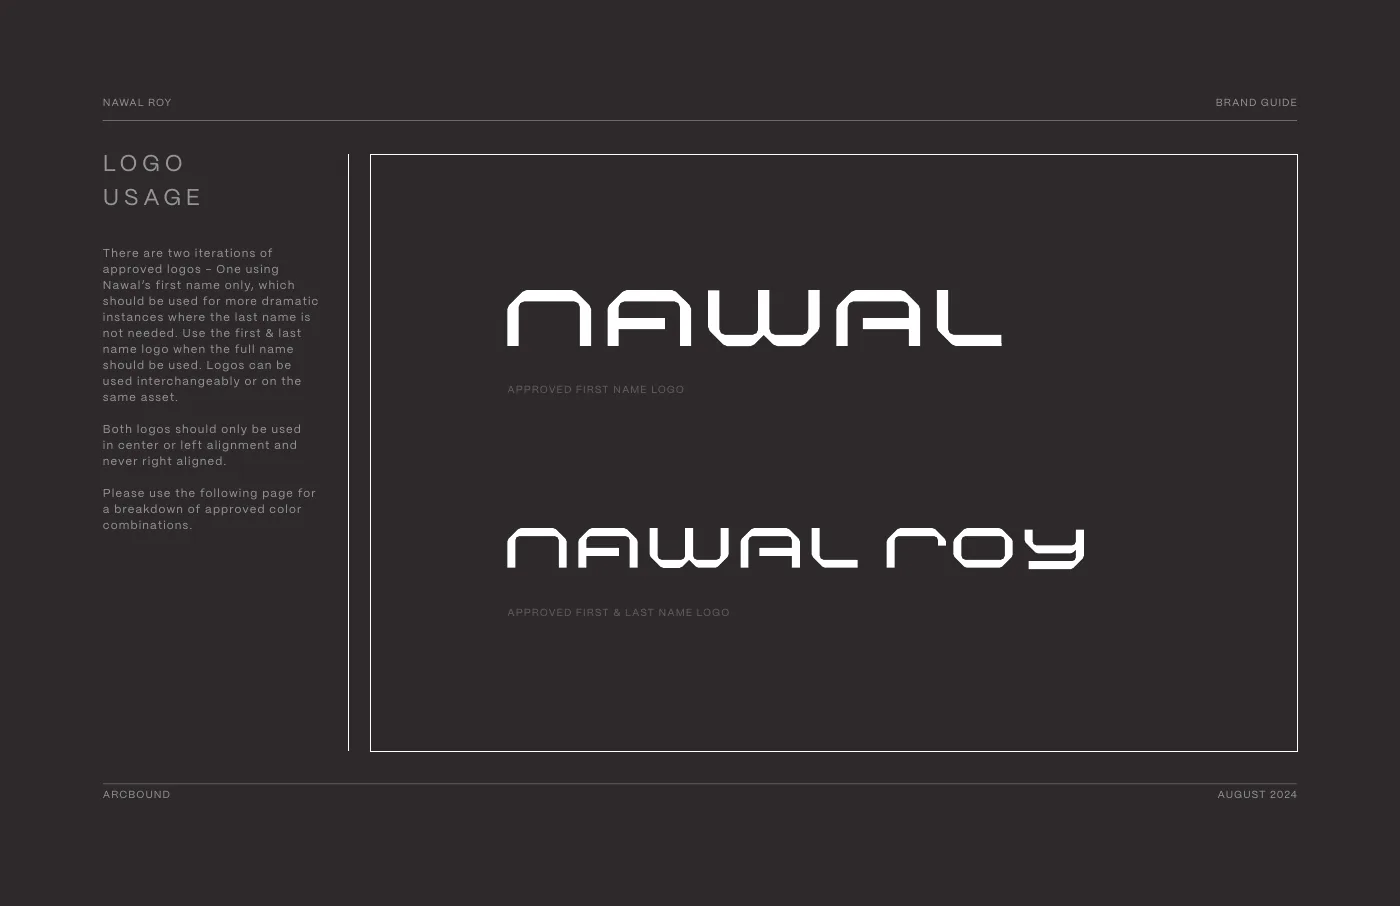 NAWAL ROY
BRAND GUIDE
LOGO
USAGE
There are two iterations of
approved logos – One using
Nawal’s first name only, which
should be used for more dramatic
instances where the last name is
not needed. Use the first & last
name logo when the full name
should be used. Logos can be
used interchangeably or on the
same asset.
Both logos should only be used
in center or left alignment and
never right aligned.
Please use the following page for
a breakdown of approved color
combinations.
NAWAL
APPROVED FIRST NAME LOGO
NAWAL ROY
APPROVED FIRST & LAST NAME LOGO
ARCBOUND
AUGUST 2024